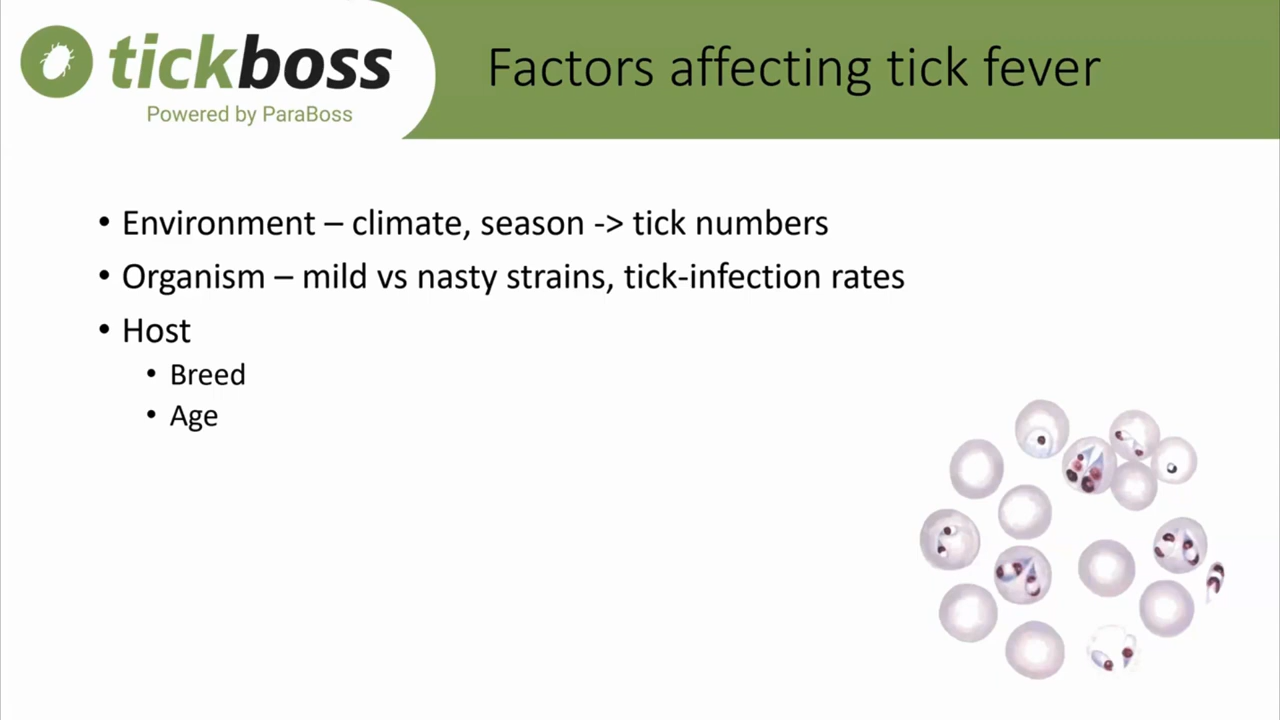 tickboss
Powered by ParaBoss
Factors affecting tick fever
• Environment – climate, season -> tick numbers
• Organism – mild vs nasty strains, tick-infection rates
• Host
• Breed
• Age